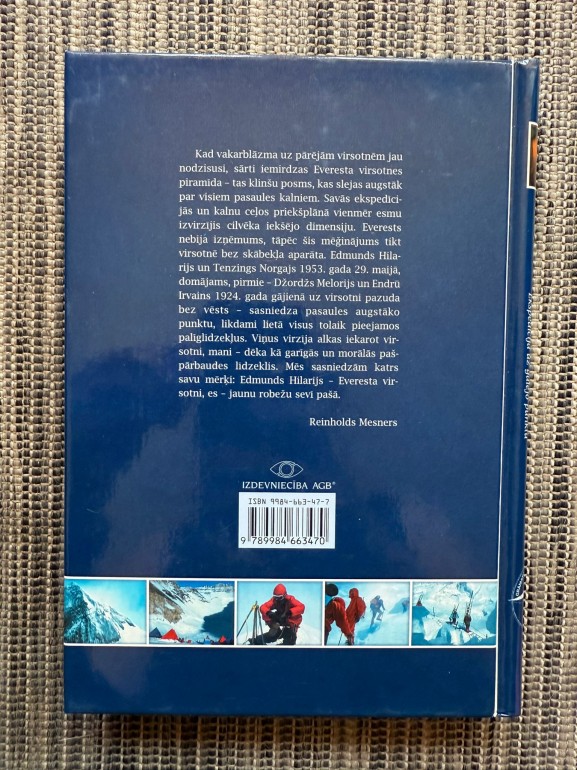 Kad vakarblāzma uz pārējām virsotnēm jau
nodzisusi, sārti iemirdzas Everesta virsotnes
piramīda – tas klinšu posms, kas slejas augstāk
par visiem pasaules kalniem. Savās ekspedīci-
jās un kalnu ceļos priekšplānā vienmēr esmu
izvirzījis cilvēka iekšējo dimensiju. Everests
nebija izņēmums, tāpēc šis mēģinājums tikt
virsotnē bez skābekļa aparāta. Edmunds Hila-
rijs un Tenzings Norgajs 1953. gada 29. maijā,
domājams, pirmie – Džordžs Melorijs un Endrū
Irvains 1924. gada gājienā uz virsotni pazuda
bez vēsts – sasniedza pasaules augstāko
punktu, likdami lietā visus tolaik pieejamos
palīglīdzekļus. Viņus virzīja alkas iekarot vir-
sotni, mani – dēka kā garīgās un morālās paš-
pārbaudes līdzeklis. Mēs sasniedzām katrs
savu mērķi: Edmunds Hilarijs – Everesta vir-
sotni, es – jaunu robežu sevī pašā.
Reinholds Mesners
IZDEVNIECĪBA AGB®
ISBN 9984-663-47-7
9 789984 663470